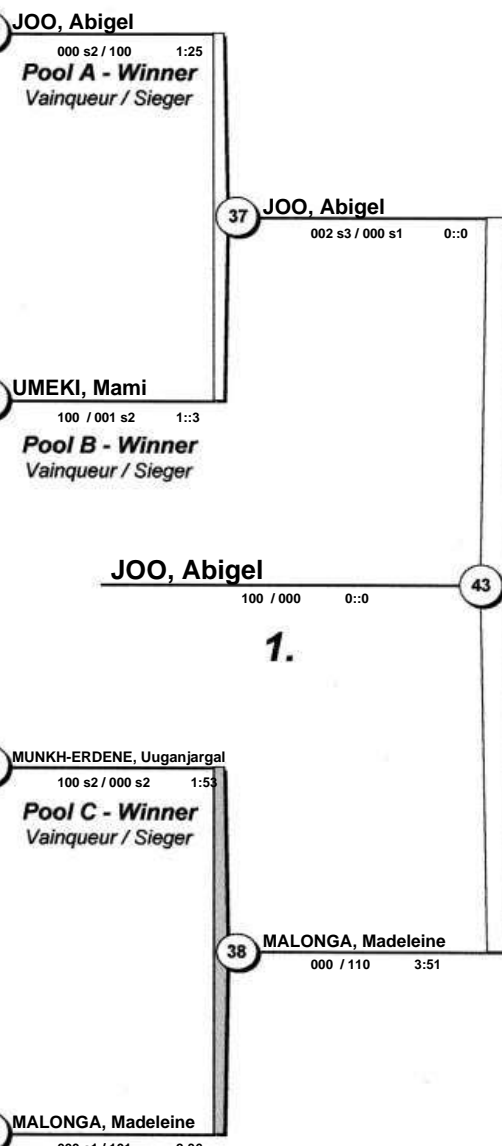 JOO, Abigel
000 s2 / 100 1:25
Pool A - Winner
Vainqueur / Sieger
37
JOO, Abigel
002 s3 / 000 s1 0::0
UMEKI, Mami
100 / 001 s2 1::3
Pool B - Winner
Vainqueur / Sieger
JOO, Abigel
43
100 / 000 0::0
1.
MUNKH-ERDENE, Uuganjargal
100 s2 / 000 s2 1:53
Pool C - Winner
Vainqueur / Sieger
38
MALONGA, Madeleine
000 / 110 3:51
MALONGA, Madeleine